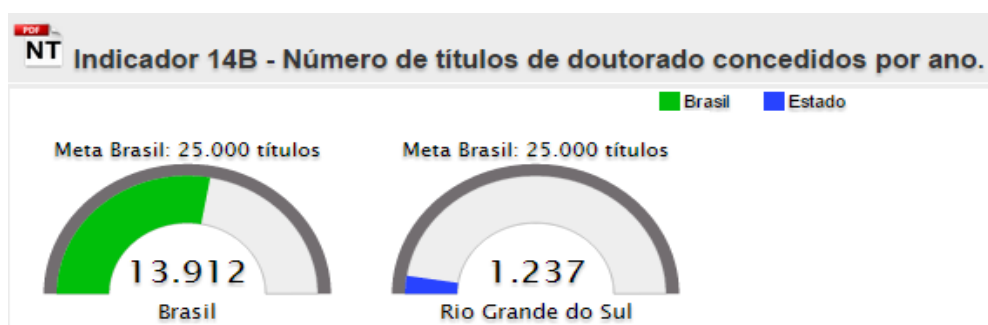 PDF
NT
Indicador 14B - Número de títulos de doutorado concedidos por ano.
Brasil
Estado
Meta Brasil: 25.000 títulos
Meta Brasil: 25.000 títulos
13.912
1.237
Brasil
Rio Grande do Sul